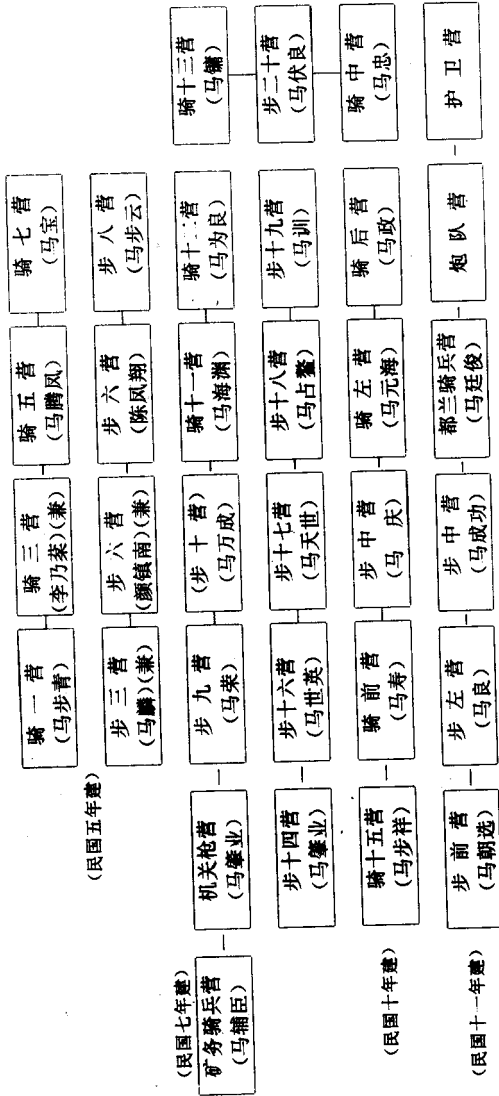 骑一营
(马步青)
骑三营
(李乃棻)(兼)
骑五营
(马腾凤)
骑七营
(马宝)
(民国五年建)
步三营
(马麟)(兼)
步六营
(颜镇南)(兼)
步六营
(陈凤翔)
步八营
(马步云)
(民国七年建)
矿务骑兵营
(马辅臣)
机关枪营
(马肇业)
步九营
(马荣)
(步十营)
(马万成)
骑十一营
(马海渊)
骑十二营
(马为良)
骑十三营
(马镛)
步十四营
(马肇业)
步十六营
(马世英)
步十七营
(马天世)
步十八营
(马占鳌)
步十九营
(马训)
步二十营
(马伏良)
(民国十年建)
骑十五营
(马步祥)
骑前营
(马寿)
步中营
(马庆)
骑左营
(马元海)
骑后营
(马政)
骑中营
(马忠)
(民国十一年建)
步前营
(马朝选)
步左营
(马良)
步中营
(马成功)
都兰骑兵营
(马廷俊)
炮队营
护卫营